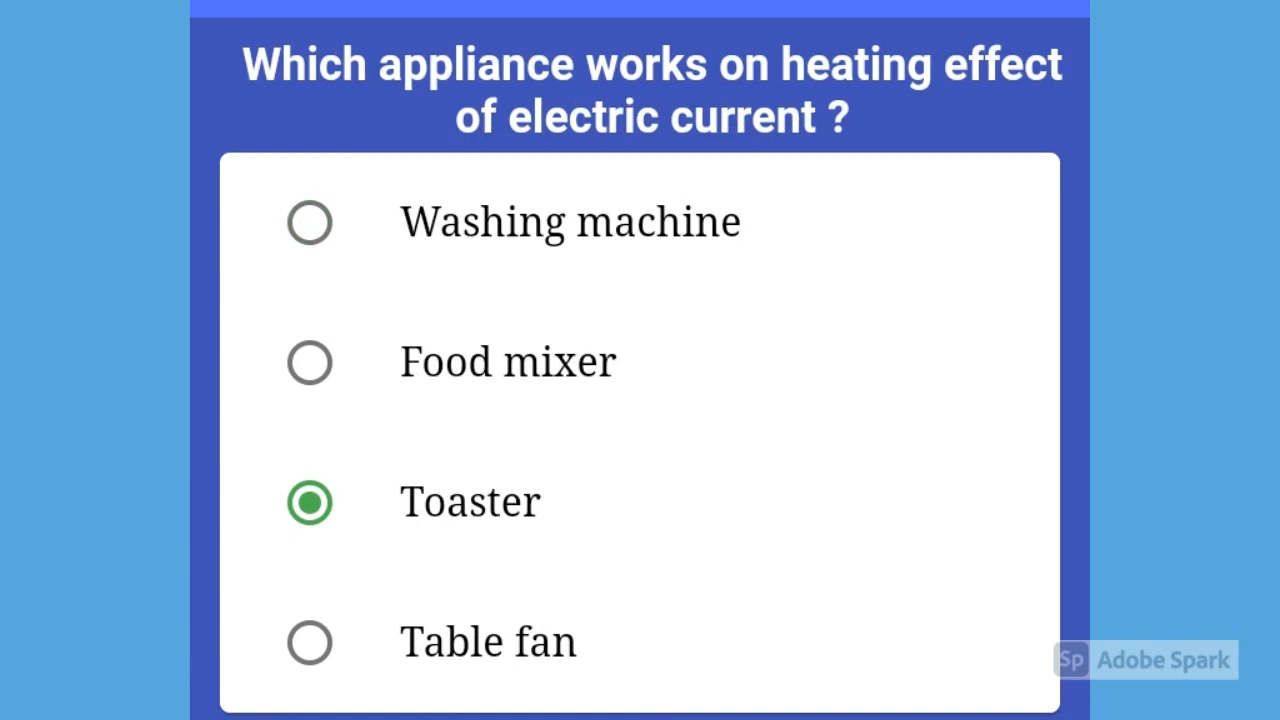 Which appliance works on heating effect
of electric current ?
Washing machine
Food mixer
Toaster
Table fan
Sp Adobe Spark